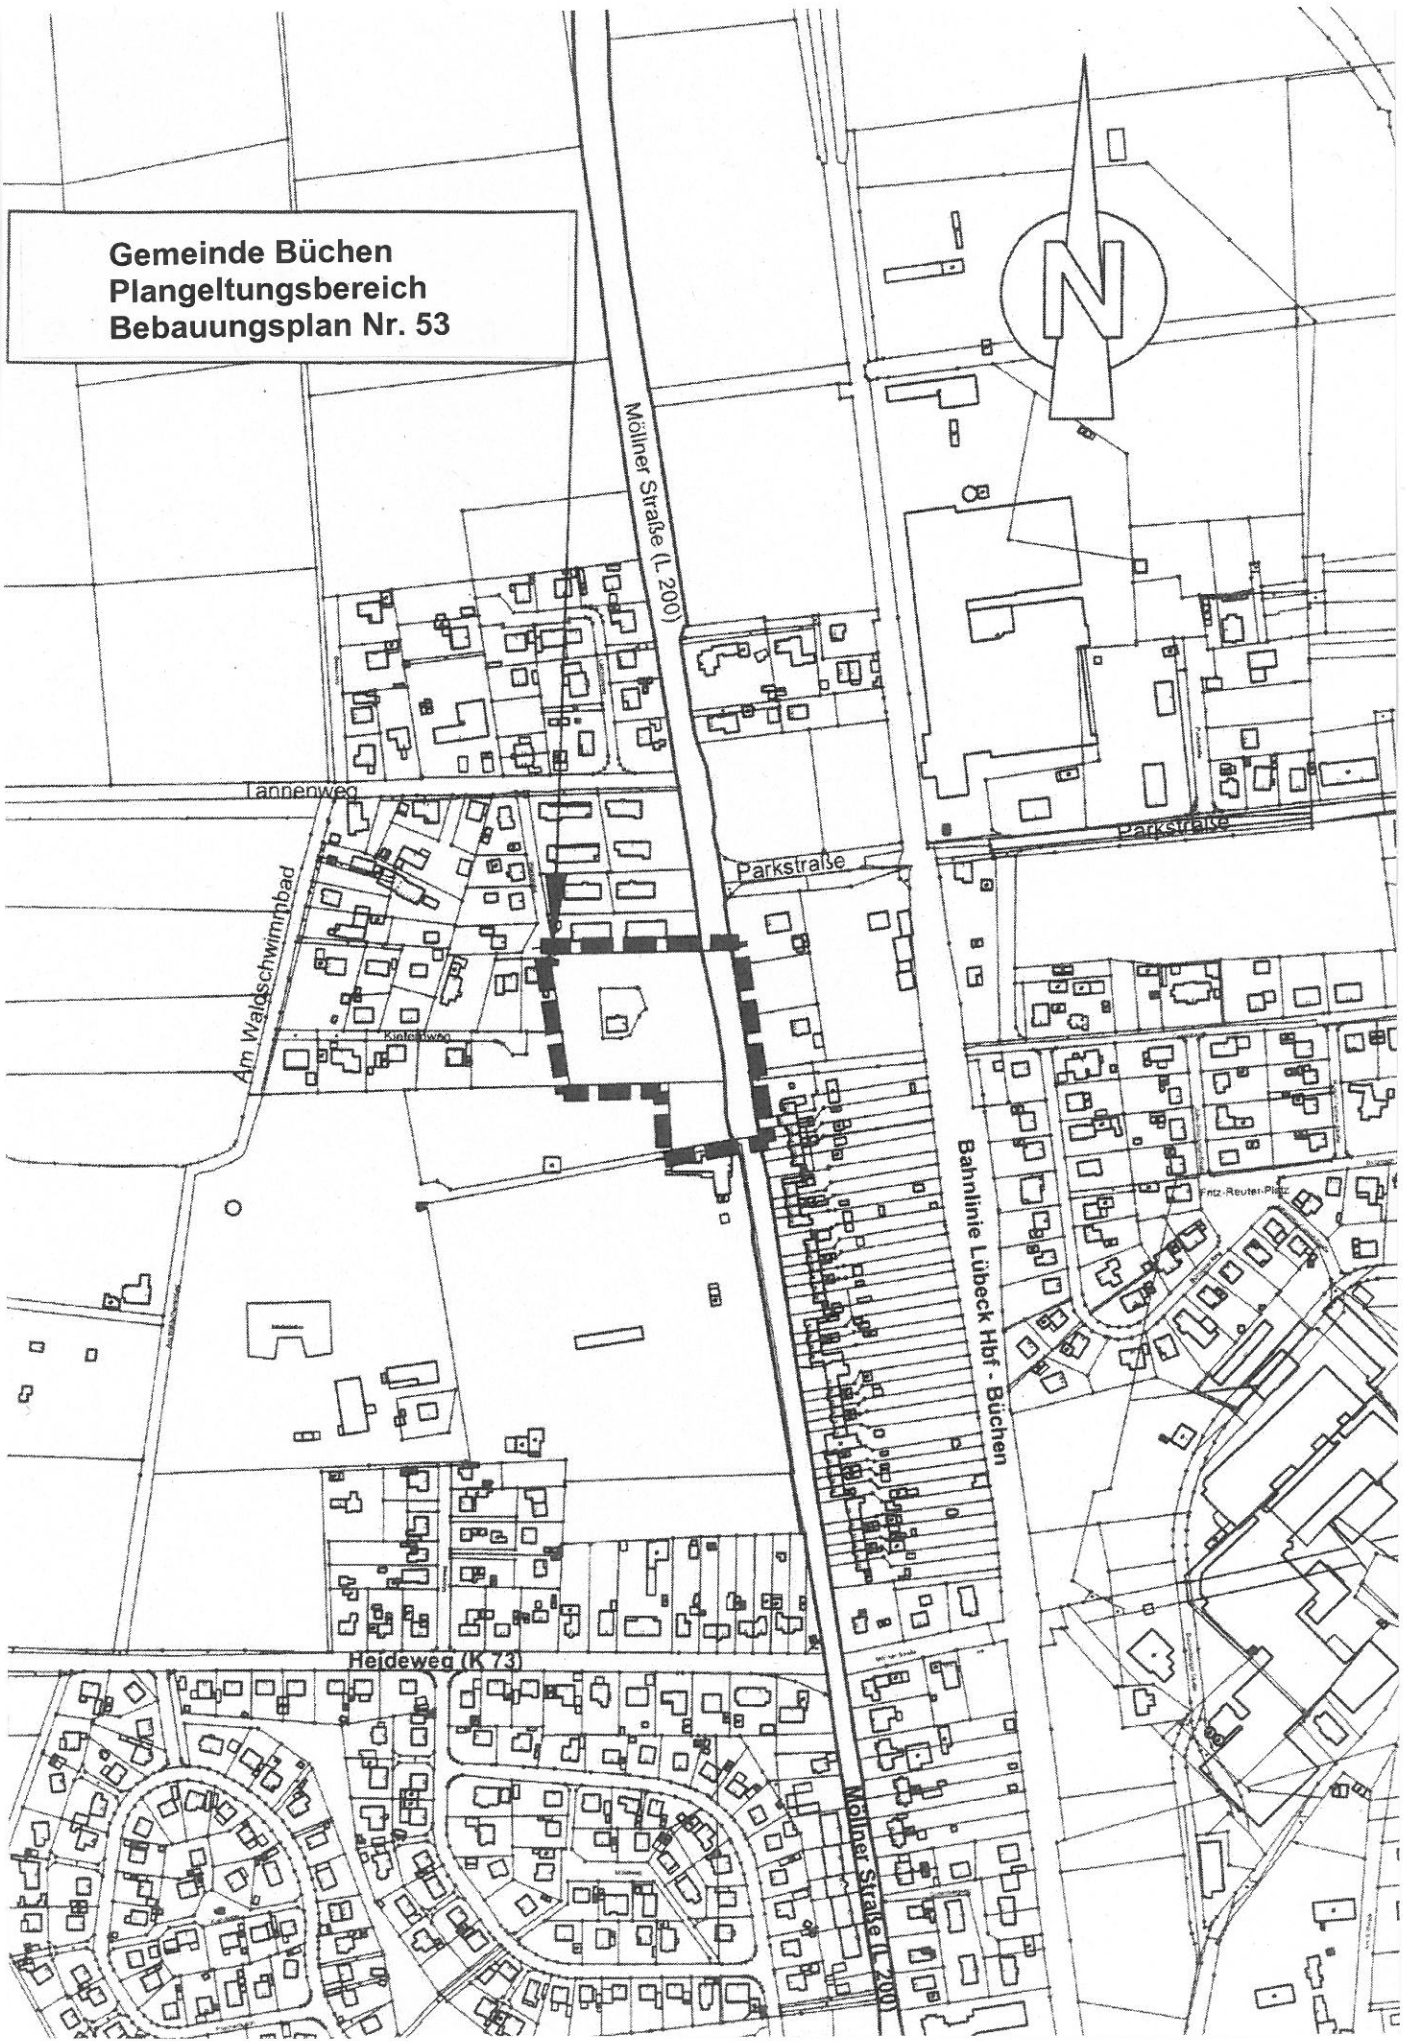 Gemeinde Büchen
Plangeltungsbereich
Bebauungsplan Nr. 53
N
Möllner Straße (L 200)
Tannenweg
Parkstraße
Parkstraße
Am Waldschwimmbad
Kiefernweg
Bahnlinie Lübeck Hbf - Büchen
Fritz-Reuter-Platz
Heideweg (K 73)
Möllner Straße (L 200)